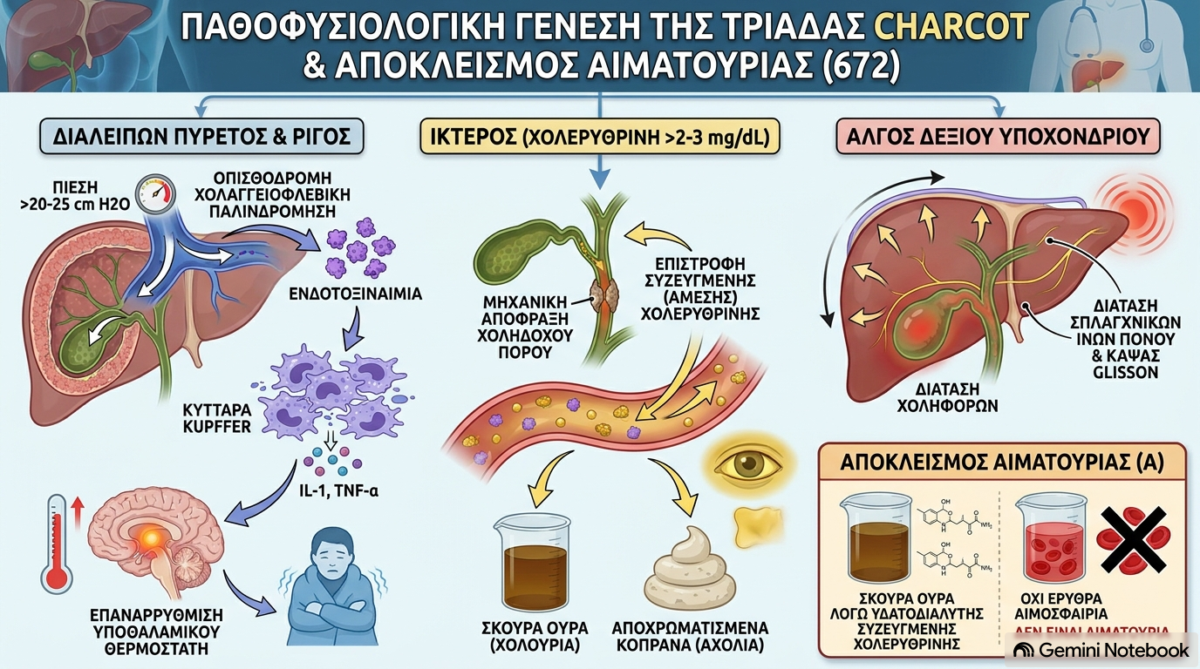 ΠΑΘΟΦΥΣΙΟΛΟΓΙΚΗ ΓΕΝΕΣΗ ΤΗΣ ΤΡΙΑΔΑΣ CHARCOT
& ΑΠΟΚΛΕΙΣΜΟΣ ΑΙΜΑΤΟΥΡΙΑΣ (672)
ΔΙΑΛΕΙΠΩΝ ΠΥΡΕΤΟΣ & ΡΙΓΟΣ
ΠΙΕΣΗ
>20-25 cm H2O
ΟΠΙΣΘΟΔΡΟΜΗ
ΧΟΛΑΓΓΕΙΟΦΛΕΒΙΚΗ
ΠΑΛΙΝΔΡΟΜΗΣΗ
ΕΝΔΟΤΟΞΙΝΑΙΜΙΑ
ΚΥΤΤΑΡΑ
KUPFFER
IL-1, TNF-α
ΕΠΑΝΑΡΡΥΘΜΙΣΗ
ΥΠΟΘΑΛΑΜΙΚΟΥ
ΘΕΡΜΟΣΤΑΤΗ
ΙΚΤΕΡΟΣ (ΧΟΛΕΡΥΘΡΙΝΗ >2-3 mg/dL)
ΜΗΧΑΝΙΚΗ
ΑΠΟΦΡΑΞΗ
ΧΟΛΗΔΟΧΟΥ
ΠΟΡΟΥ
ΕΠΙΣΤΡΟΦΗ
ΣΥΖΕΥΓΜΕΝΗΣ
(ΑΜΕΣΗΣ)
ΧΟΛΕΡΥΘΡΙΝΗΣ
ΣΚΟΥΡΑ ΟΥΡΑ
(ΧΟΛΟΥΡΙΑ)
ΑΠΟΧΡΩΜΑΤΙΣΜΕΝΑ
ΚΟΠΡΑΝΑ (ΑΧΟΛΙΑ)
ΑΛΓΟΣ ΔΕΞΙΟΥ ΥΠΟΧΟΝΔΡΙΟΥ
ΔΙΑΤΑΣΗ
ΣΠΛΑΓΧΝΙΚΩΝ
ΙΝΩΝ ΠΟΝΟΥ
& ΚΑΨΑΣ
GLISSON
ΔΙΑΤΑΣΗ
ΧΟΛΗΦΟΡΩΝ
ΑΠΟΚΛΕΙΣΜΟΣ ΑΙΜΑΤΟΥΡΙΑΣ (Α)
ΣΚΟΥΡΑ ΟΥΡΑ
ΛΟΓΩ ΥΔΑΤΟΔΙΑΛΥΤΗΣ
ΣΥΖΕΥΓΜΕΝΗΣ
ΧΟΛΕΡΥΘΡΙΝΗΣ
ΟΧΙ ΕΡΥΘΡΑ
ΑΙΜΟΣΦΑΙΡΙΑ
ΔΕΝ ΕΙΝΑΙ ΑΙΜΑΤΟΥΡΙΑ
Gemini Notebook